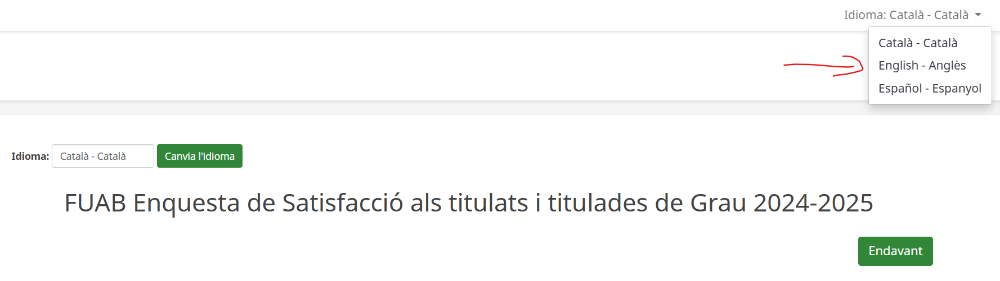 Idioma: Català - Català
Català - Català
English - Anglès
Español - Espanyol
Idioma: Català - Català Canvia l'idioma
FUAB Enquesta de Satisfacció als titulats i titulades de Grau 2024-2025
Endavant